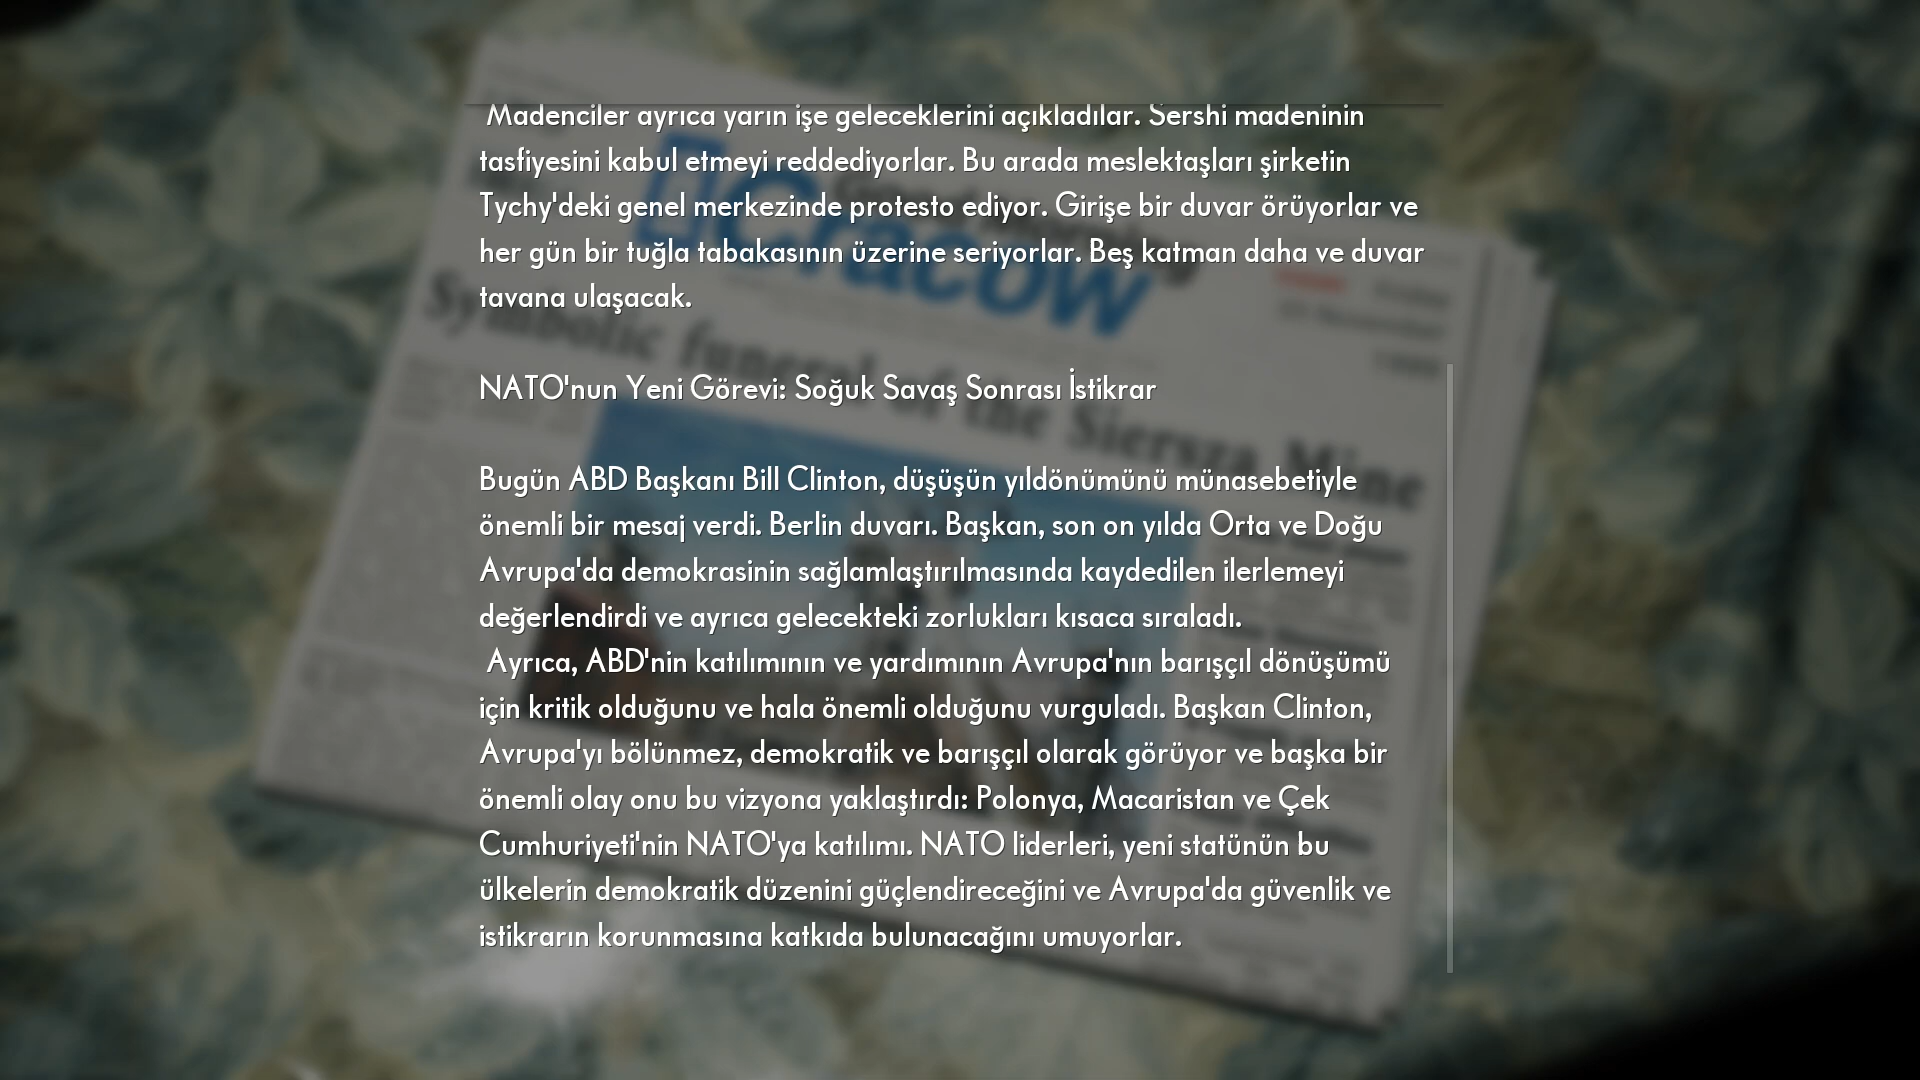 Madenciler ayrıca yarın işe geleceklerini açıkladılar. Sershi madeninin
tasfiyesini kabul etmeyi reddediyorlar. Bu arada meslektaşları şirketin
Tychy'deki genel merkezinde protesto ediyor. Girişe bir duvar örüyorlar ve
her gün bir tuğla tabakasının üzerine seriyorlar. Beş katman daha ve duvar
tavana ulaşacak.
NATO'nun Yeni Görevi: Soğuk Savaş Sonrası İstikrar
Bugün ABD Başkanı Bill Clinton, düşüşün yıldönümünü münasebetiyle
önemli bir mesaj verdi. Berlin duvarı. Başkan, son on yılda Orta ve Doğu
Avrupa'da demokrasinin sağlamlaştırılmasında kaydedilen ilerlemeyi
değerlendirdi ve ayrıca gelecekteki zorlukları kısaca sıraladı.
Ayrıca, ABD'nin katılımının ve yardımının Avrupa'nın barışçıl dönüşümü
için kritik olduğunu ve hala önemli olduğunu vurguladı. Başkan Clinton,
Avrupa'yı bölünmez, demokratik ve barışçıl olarak görüyor ve başka bir
önemli olay onu bu vizyona yaklaştırdı: Polonya, Macaristan ve Çek
Cumhuriyeti'nin NATO'ya katılımı. NATO liderleri, yeni statünün bu
ülkelerin demokratik düzenini güçlendireceğini ve Avrupa'da güvenlik ve
istikrarın korunmasına katkıda bulunacağını umuyorlar.
Cracow
Symbolic funeral of the Siersza Mine